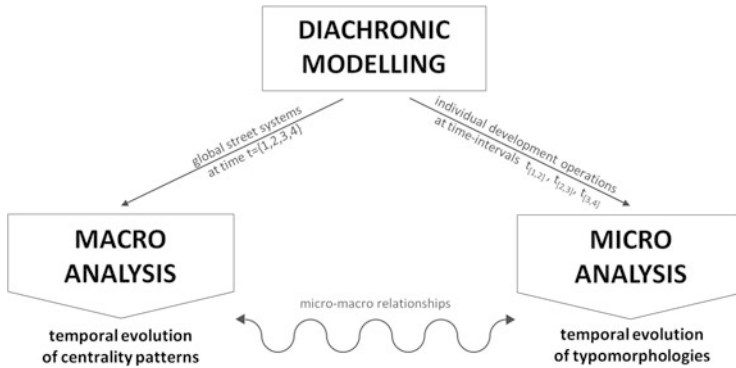 DIACHRONIC
MODELLING
global street systems
at time t={1,2,3,4}
individual development operations
at time-intervals t[1,2], t[2,3], t[3,4]
MACRO
ANALYSIS
MICRO
ANALYSIS
micro-macro relationships
temporal evolution
of centrality patterns
temporal evolution
of typomorphologies